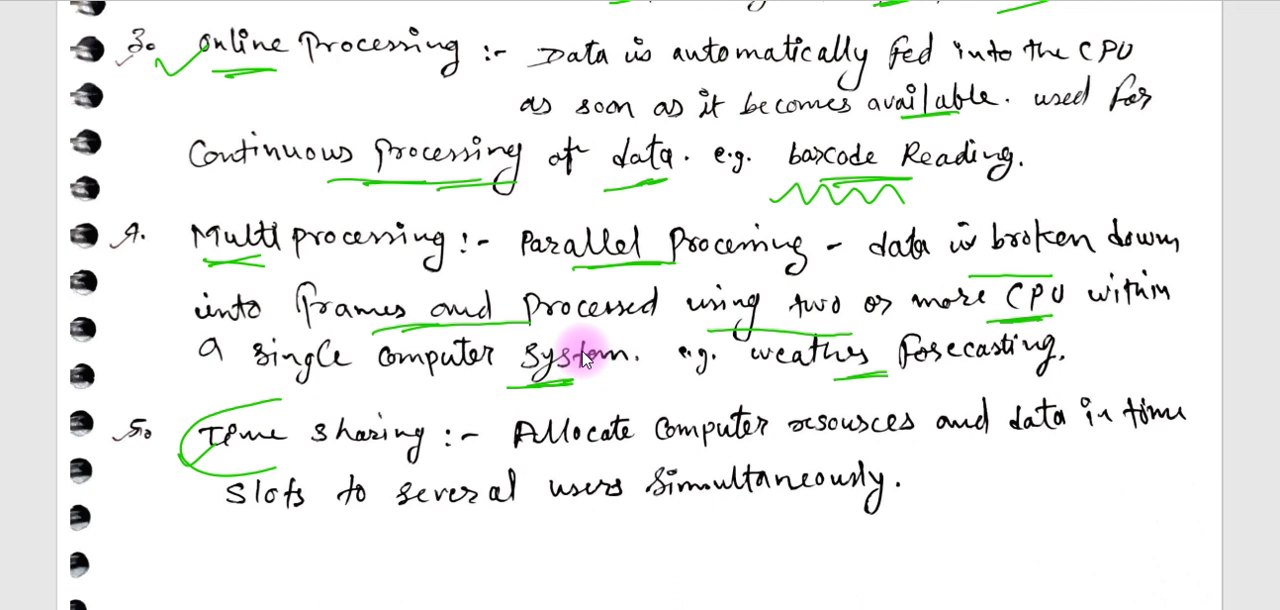 3. Online Processing :- Data is automatically fed into the CPU
as soon as it becomes available. used for
Continuous processing of data. e.g. barcode Reading.
4. Multi processing :- Parallel Processing - data is broken down
into frames and processed using two or more CPU within
a single computer system. e.g. weather forecasting.
5. Time sharing :- Allocate computer resources and data in time
slots to several users simultaneously.